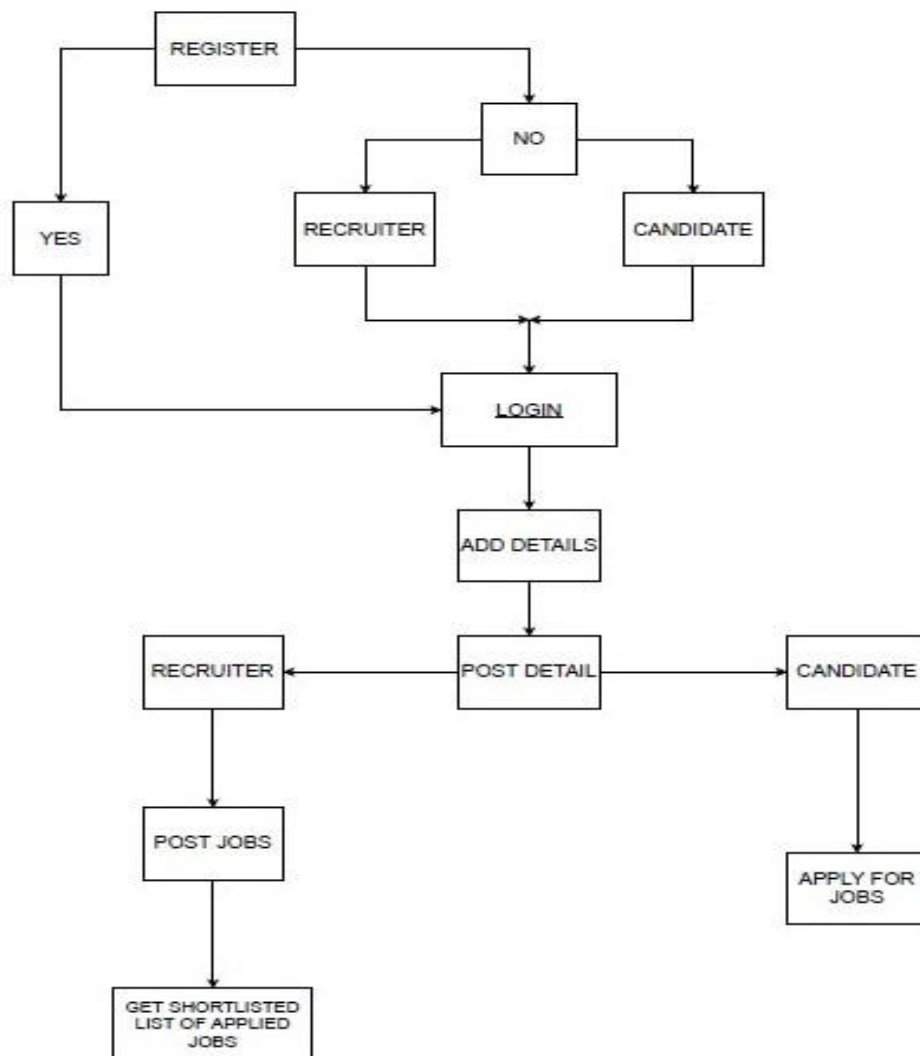 REGISTER
NO
RECRUITER
CANDIDATE
YES
LOGIN
ADD DETAILS
RECRUITER
POST DETAIL
CANDIDATE
POST JOBS
APPLY FOR
JOBS
GET SHORTLISTED
LIST OF APPLIED
JOBS